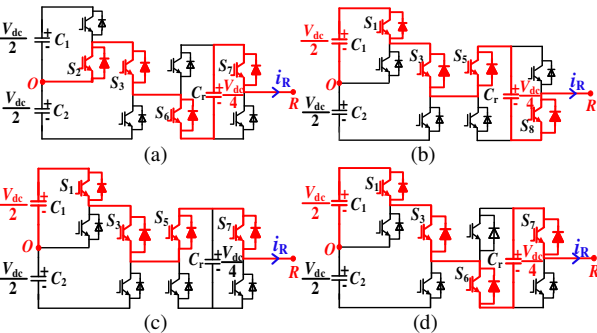 V_dc/2 C_1 S_2 S_3 S_7 i_R
O R
V_dc/2 C_2 C_r V_dc/4 S_6
(a)
V_dc/2 C_1 S_1 S_3 S_5 i_R
O R
V_dc/2 C_2 C_r V_dc/4 S_8
(b)
V_dc/2 C_1 S_1 S_3 S_5 S_7 i_R
O R
V_dc/2 C_2 C_r V_dc/4
(c)
V_dc/2 C_1 S_1 S_3 S_7 i_R
O R
V_dc/2 C_2 S_6 C_r V_dc/4
(d)